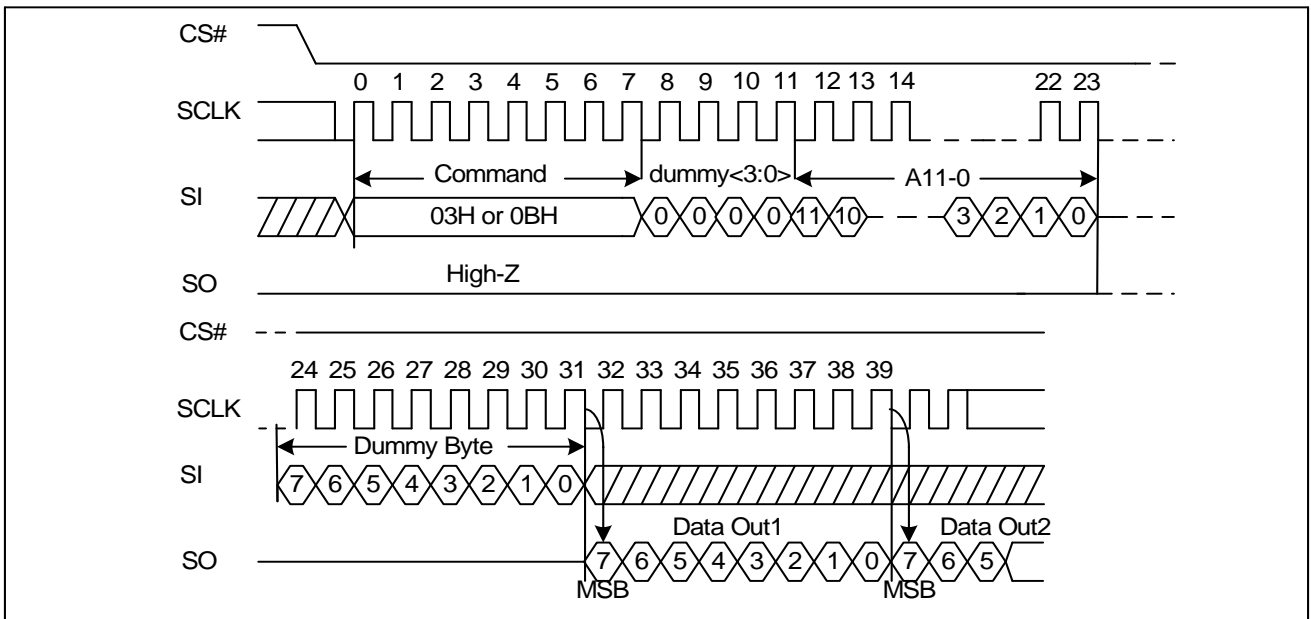 CS#
0 1 2 3 4 5 6 7 8 9 10 11 12 13 14 22 23
SCLK
Command dummy<3:0> A11-0
SI
03H or 0BH 0 0 0 0 11 10 3 2 1 0
High-Z
SO
CS#
24 25 26 27 28 29 30 31 32 33 34 35 36 37 38 39
SCLK
Dummy Byte
SI
7 6 5 4 3 2 1 0
Data Out1 Data Out2
SO
7 6 5 4 3 2 1 0 7 6 5
MSB MSB